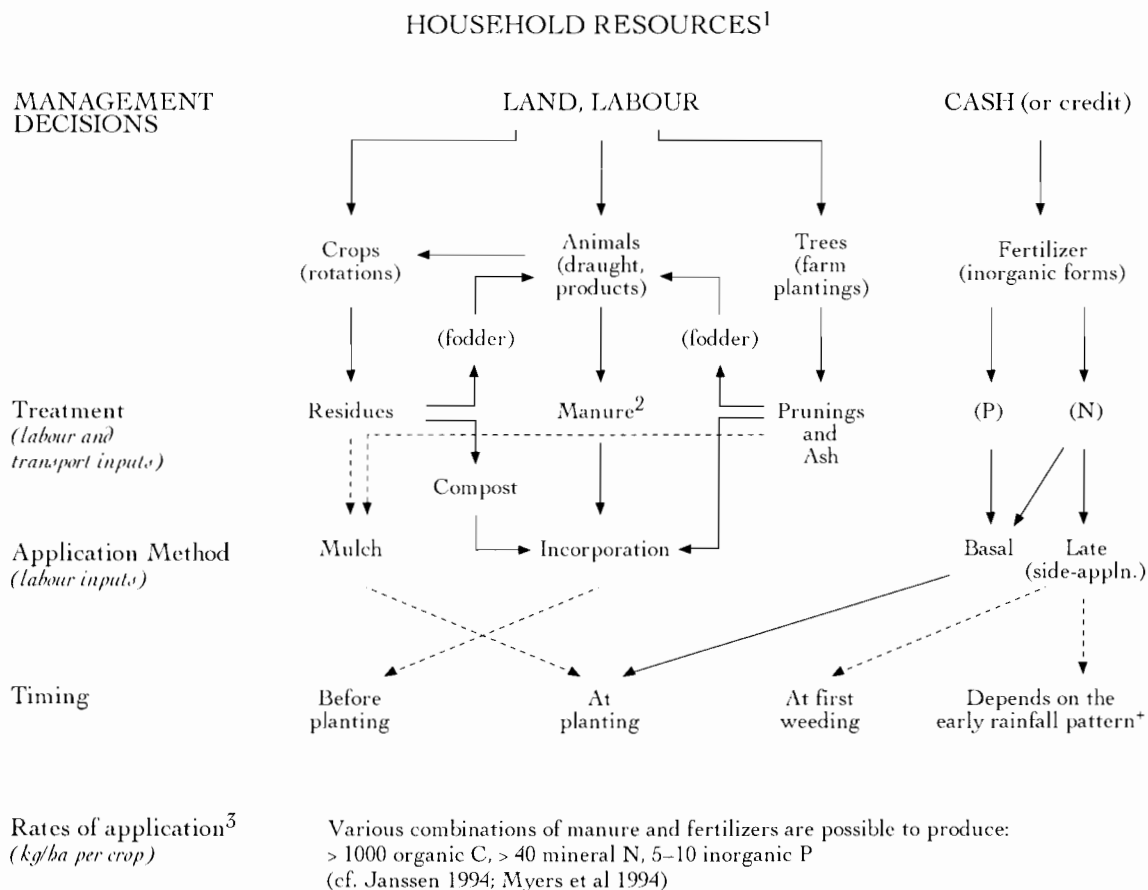 HOUSEHOLD RESOURCES¹
MANAGEMENT
DECISIONS
LAND, LABOUR
CASH (or credit)
Crops
(rotations)
Animals
(draught,
products)
Trees
(farm
plantings)
Fertilizer
(inorganic forms)
(fodder)
(fodder)
Treatment
(labour and
transport inputs)
Residues
Manure²
Prunings
and
Ash
(P)
(N)
Compost
Application Method
(labour inputs)
Mulch
Incorporation
Basal
Late
(side-appln.)
Timing
Before
planting
At
planting
At first
weeding
Depends on the
early rainfall pattern⁺
Rates of application³
(kg/ha per crop)
Various combinations of manure and fertilizers are possible to produce:
> 1000 organic C, > 40 mineral N, 5–10 inorganic P
(cf. Janssen 1994; Myers et al 1994)